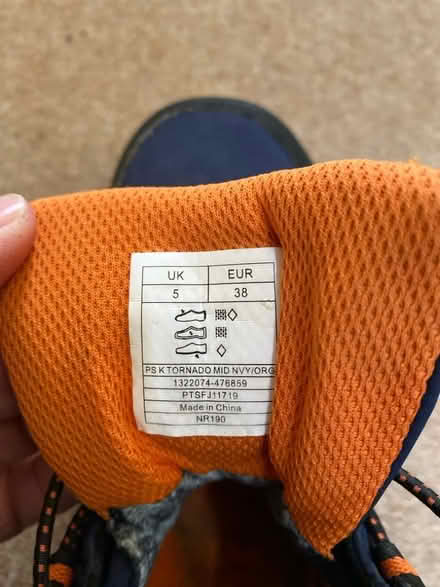 UK EUR
5 38
PS K TORNADO MID NVY/ORG
1322074-476859
PTSFJ11719
Made in China
NR190